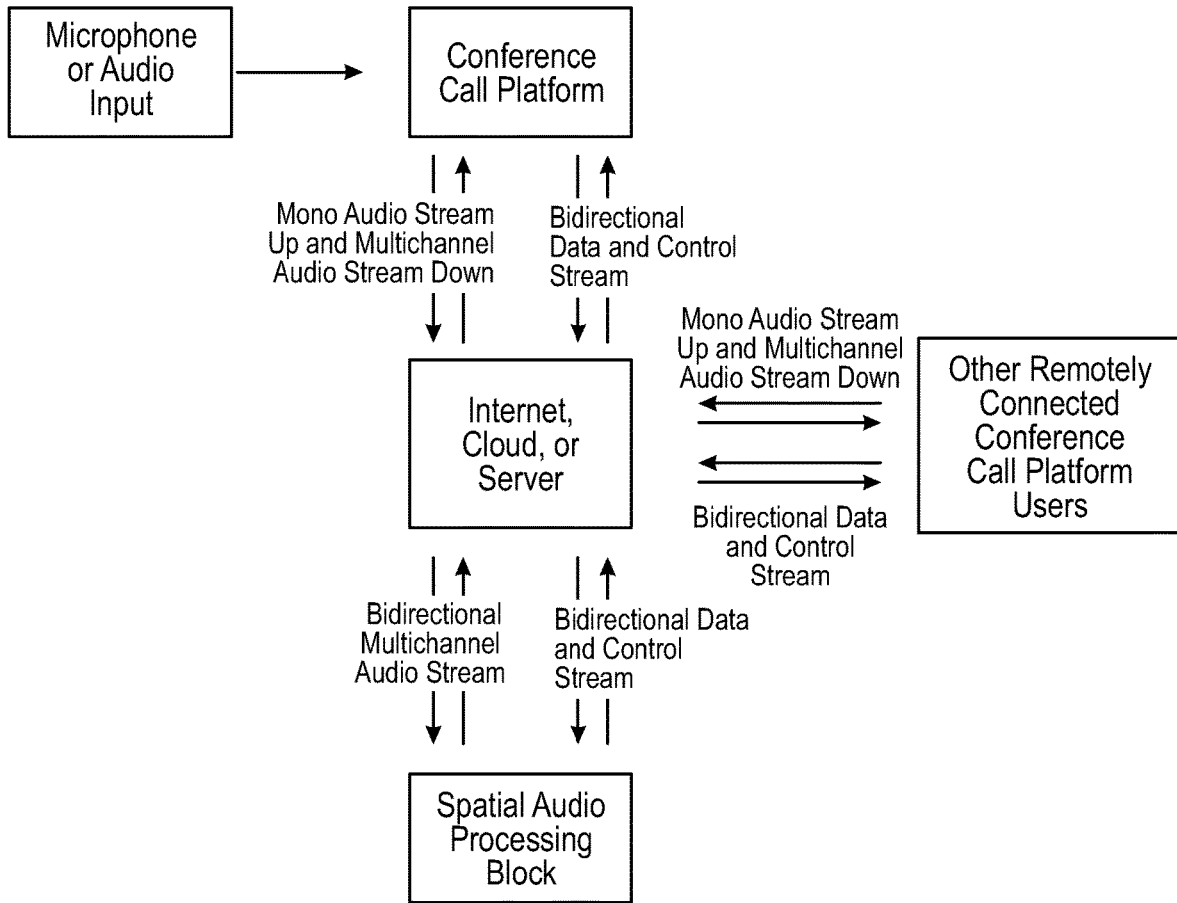 Microphone
or Audio
Input
Conference
Call Platform
Mono Audio Stream
Up and Multichannel
Audio Stream Down
Bidirectional
Data and Control
Stream
Internet,
Cloud, or
Server
Mono Audio Stream
Up and Multichannel
Audio Stream Down
Bidirectional Data
and Control
Stream
Other Remotely
Connected
Conference
Call Platform
Users
Bidirectional
Multichannel
Audio Stream
Bidirectional Data
and Control
Stream
Spatial Audio
Processing
Block